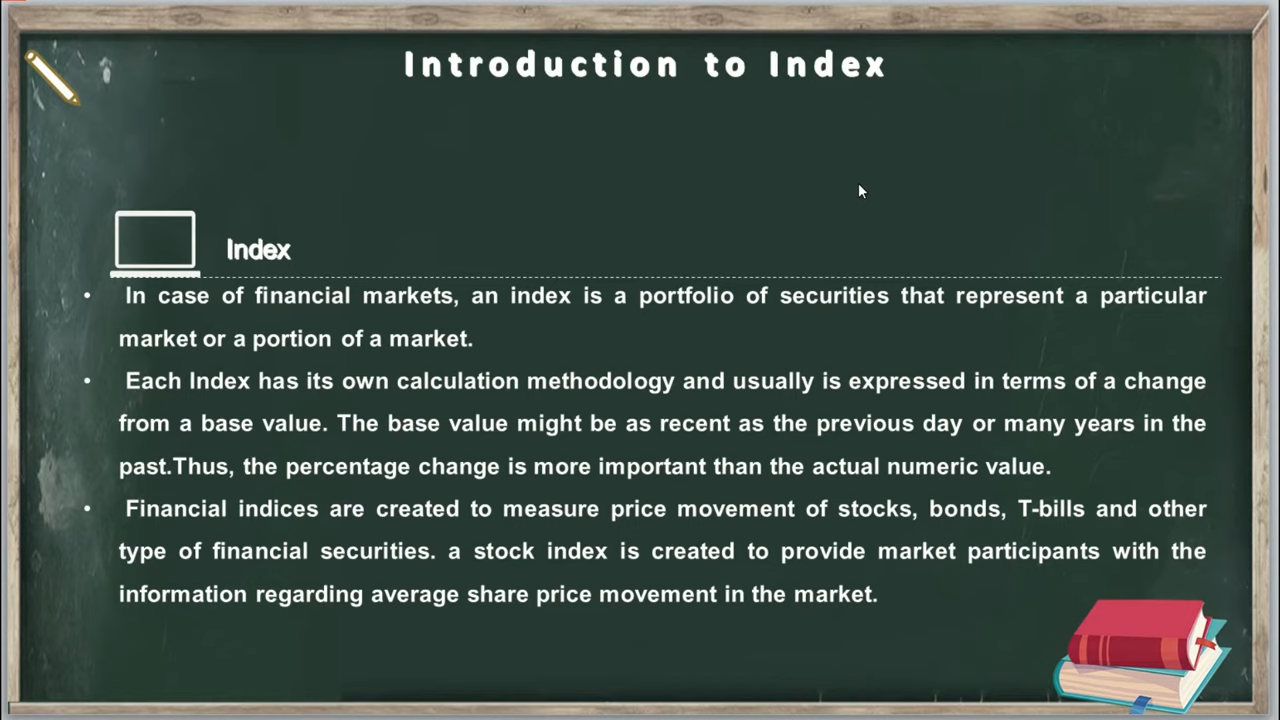 Introduction to Index
Index
• In case of financial markets, an index is a portfolio of securities that represent a particular
market or a portion of a market.
• Each Index has its own calculation methodology and usually is expressed in terms of a change
from a base value. The base value might be as recent as the previous day or many years in the
past.Thus, the percentage change is more important than the actual numeric value.
• Financial indices are created to measure price movement of stocks, bonds, T-bills and other
type of financial securities. a stock index is created to provide market participants with the
information regarding average share price movement in the market.